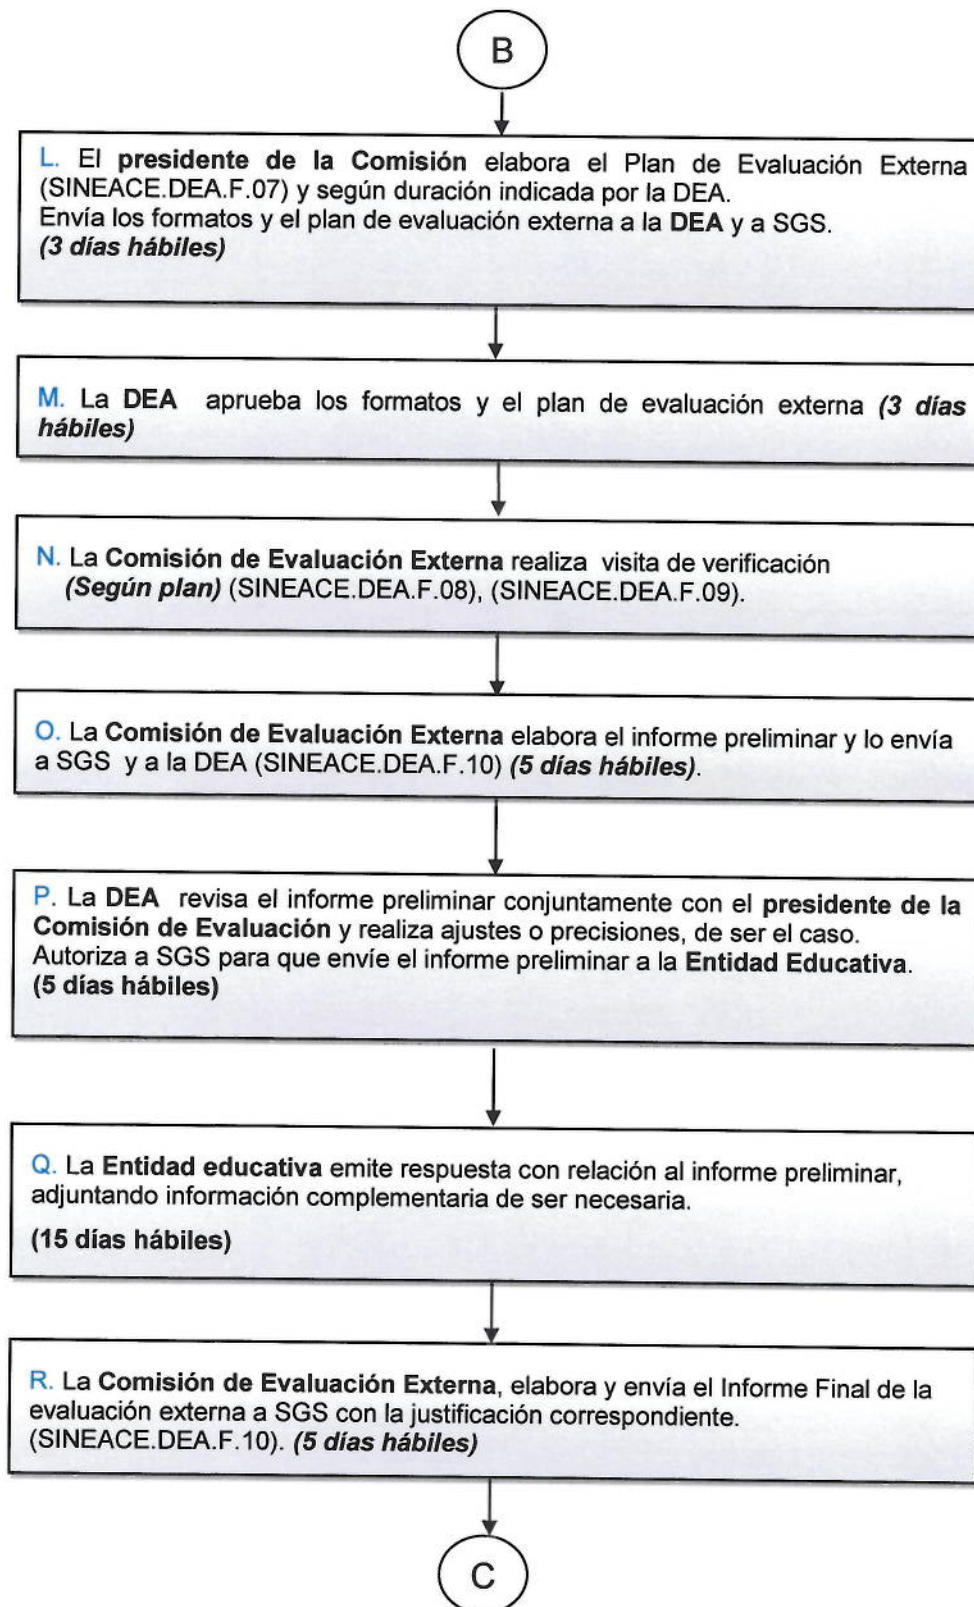 B
L. El presidente de la Comisión elabora el Plan de Evaluación Externa
(SINEACE.DEA.F.07) y según duración indicada por la DEA.
Envía los formatos y el plan de evaluación externa a la DEA y a SGS.
(3 días hábiles)
M. La DEA aprueba los formatos y el plan de evaluación externa (3 días
hábiles)
N. La Comisión de Evaluación Externa realiza visita de verificación
(Según plan) (SINEACE.DEA.F.08), (SINEACE.DEA.F.09).
O. La Comisión de Evaluación Externa elabora el informe preliminar y lo envía
a SGS y a la DEA (SINEACE.DEA.F.10) (5 días hábiles).
P. La DEA revisa el informe preliminar conjuntamente con el presidente de la
Comisión de Evaluación y realiza ajustes o precisiones, de ser el caso.
Autoriza a SGS para que envíe el informe preliminar a la Entidad Educativa.
(5 días hábiles)
Q. La Entidad educativa emite respuesta con relación al informe preliminar,
adjuntando información complementaria de ser necesaria.
(15 días hábiles)
R. La Comisión de Evaluación Externa, elabora y envía el Informe Final de la
evaluación externa a SGS con la justificación correspondiente.
(SINEACE.DEA.F.10). (5 días hábiles)
C